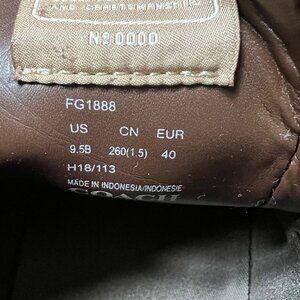 AND CRAFTSMANSHIP
Nº 0000
FG1888
US CN EUR
9.5B 260(1.5) 40
H18/113
MADE IN INDONESIA/INDONESIE
COACH